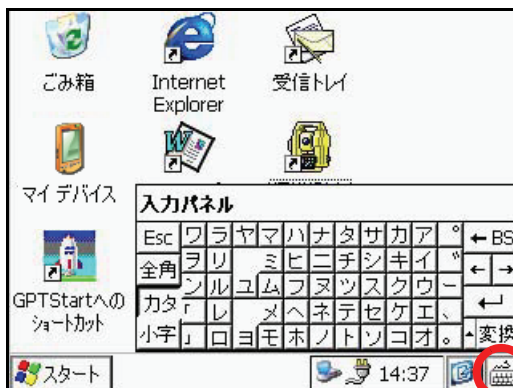 ごみ箱
Internet
Explorer
受信トレイ
マイ デバイス
GPTStartへの
ショートカット
入力パネル
Esc ワ ラ ヤ マ ハ ナ タ サ カ ア ゜ ←BS
全角 ヲ リ ミ ヒ ニ チ シ キ イ ゛ ← →
ン ル ユ ム フ ヌ ツ ス ク ウ ー
カタ 「 レ メ ヘ ネ テ セ ケ エ 、 ↵
小字 」 ロ ヨ モ ホ ノ ト ソ コ オ 。 ▲変換
スタート
14:37